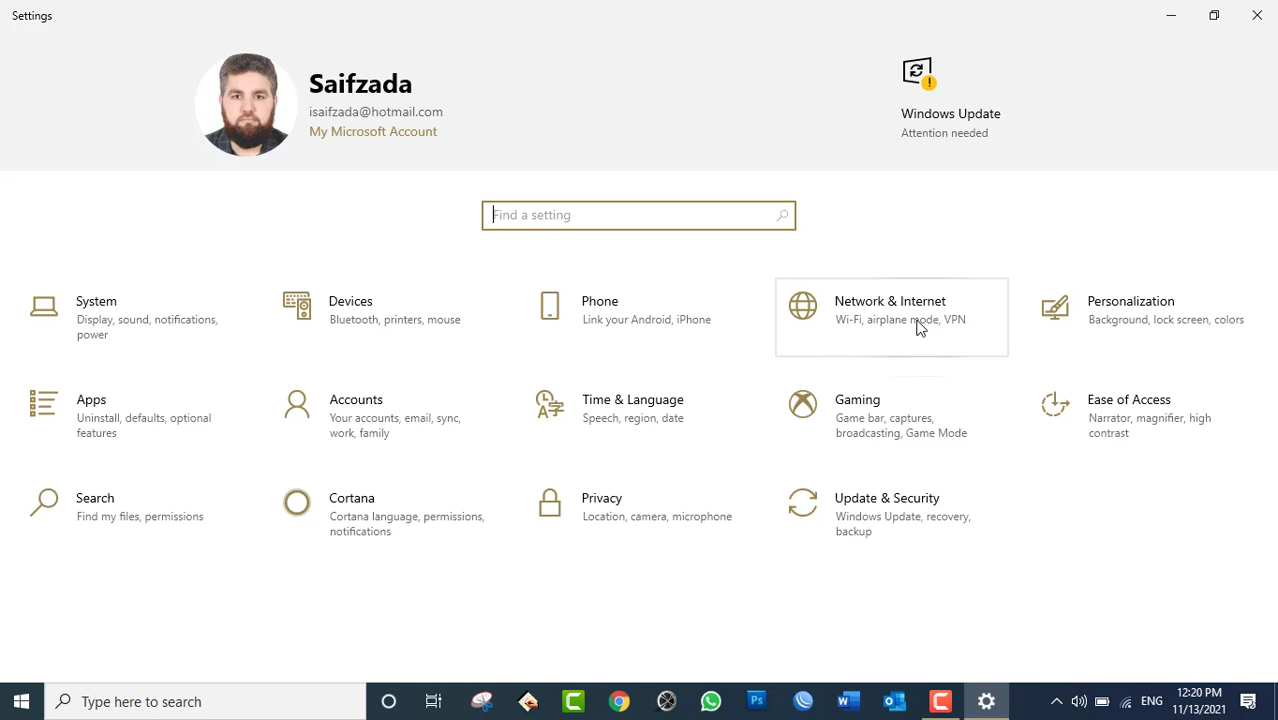 Settings
Saifzada
isaifzada@hotmail.com
My Microsoft Account
Windows Update
Attention needed
Find a setting
System
Display, sound, notifications,
power
Devices
Bluetooth, printers, mouse
Phone
Link your Android, iPhone
Network & Internet
Wi-Fi, airplane mode, VPN
Personalization
Background, lock screen, colors
Apps
Uninstall, defaults, optional
features
Accounts
Your accounts, email, sync,
work, family
Time & Language
Speech, region, date
Gaming
Game bar, captures,
broadcasting, Game Mode
Ease of Access
Narrator, magnifier, high
contrast
Search
Find my files, permissions
Cortana
Cortana language, permissions,
notifications
Privacy
Location, camera, microphone
Update & Security
Windows Update, recovery,
backup
Type here to search
Ps
ENG
12:20 PM
11/13/2021